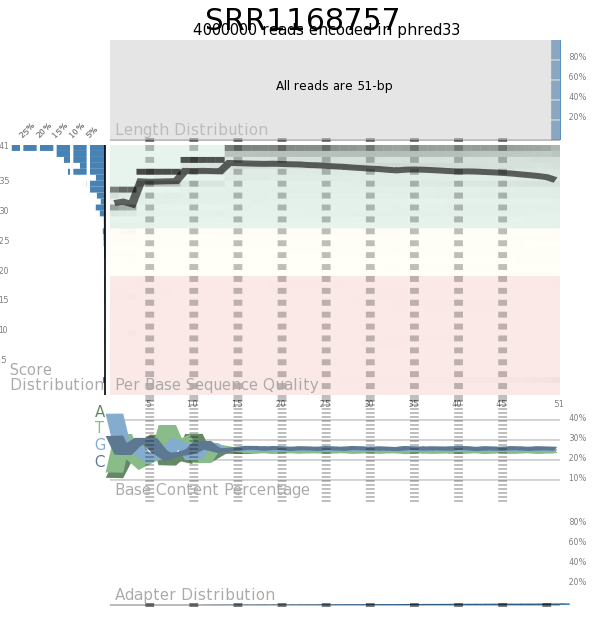 SRR1168757
4000000 reads encoded in phred33
80%
60%
40%
20%
All reads are 51-bp
Length Distribution
25%
20%
15%
10%
5%
41
35
30
25
20
15
10
5
Score
Distribution
Per Base Sequence Quality
5
10
15
20
25
30
35
40
45
51
A
T
G
C
40%
30%
20%
10%
Base Content Percentage
80%
60%
40%
20%
Adapter Distribution